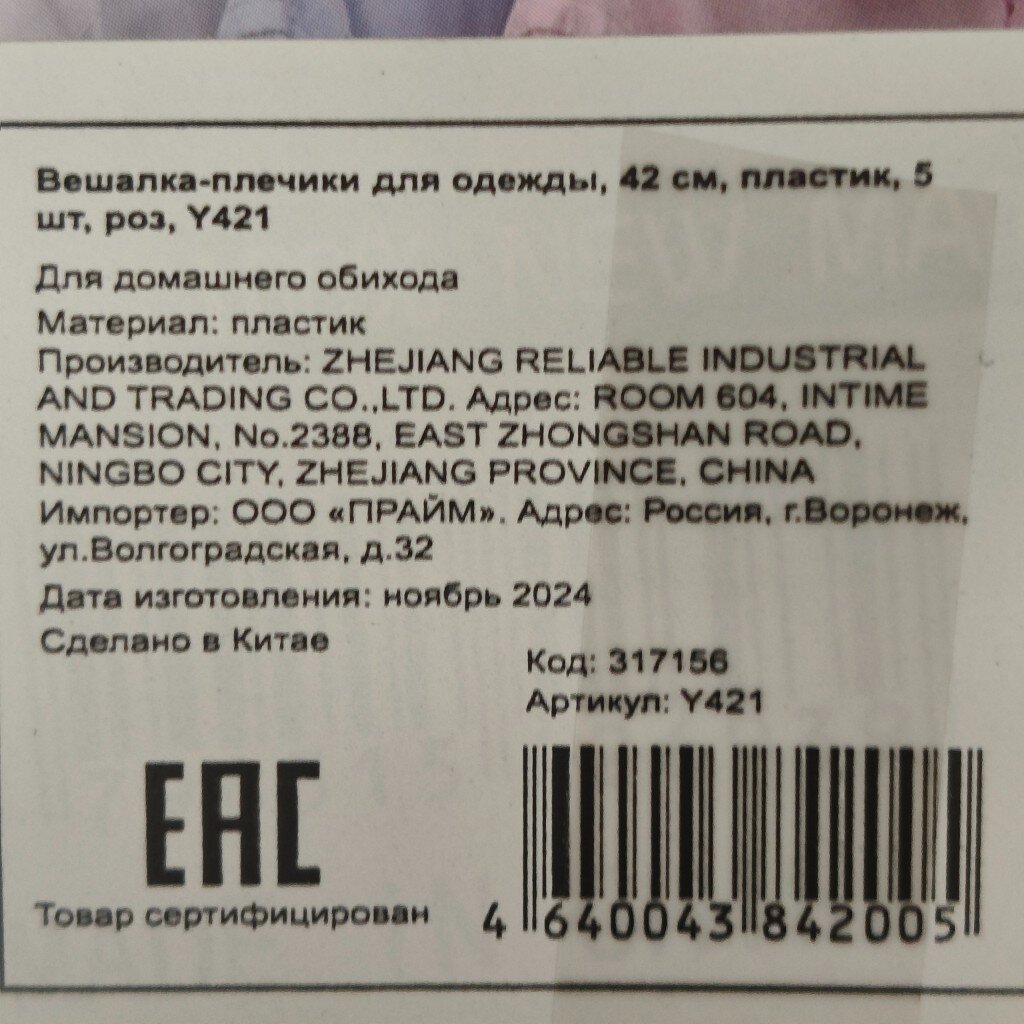 Вешалка-плечики для одежды, 42 см, пластик, 5
шт, роз, Y421
Для домашнего обихода
Материал: пластик
Производитель: ZHEJIANG RELIABLE INDUSTRIAL
AND TRADING CO.,LTD. Адрес: ROOM 604, INTIME
MANSION, No.2388, EAST ZHONGSHAN ROAD,
NINGBO CITY, ZHEJIANG PROVINCE, CHINA
Импортер: ООО «ПРАЙМ». Адрес: Россия, г.Воронеж,
ул.Волгоградская, д.32
Дата изготовления: ноябрь 2024
Сделано в Китае
Код: 317156
Артикул: Y421
EAC
Товар сертифицирован
4 640043 842005